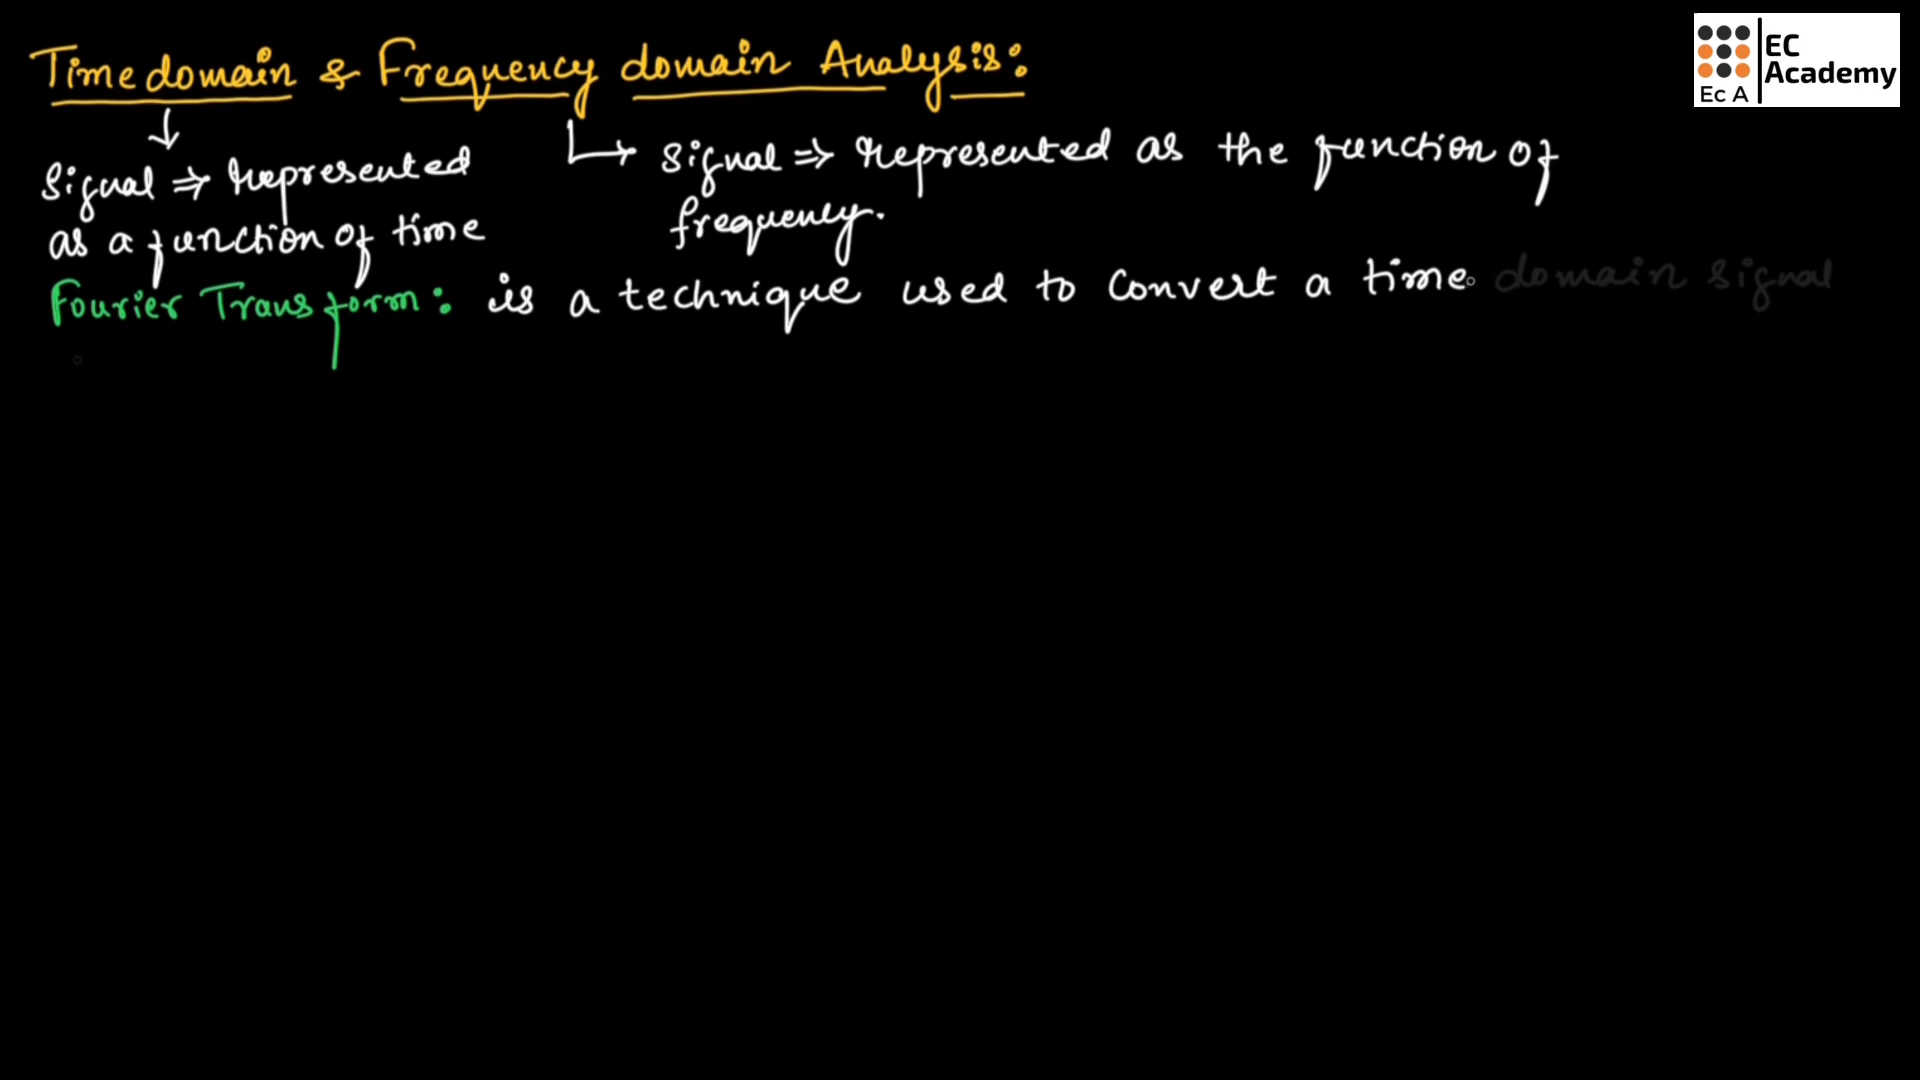 Time domain & Frequency domain Analysis:
EC
Academy
Ec A
Signal ⇒ Represented
as a function of time
↳ Signal ⇒ Represented as the function of
frequency.
Fourier Transform: is a technique used to Convert a time domain signal